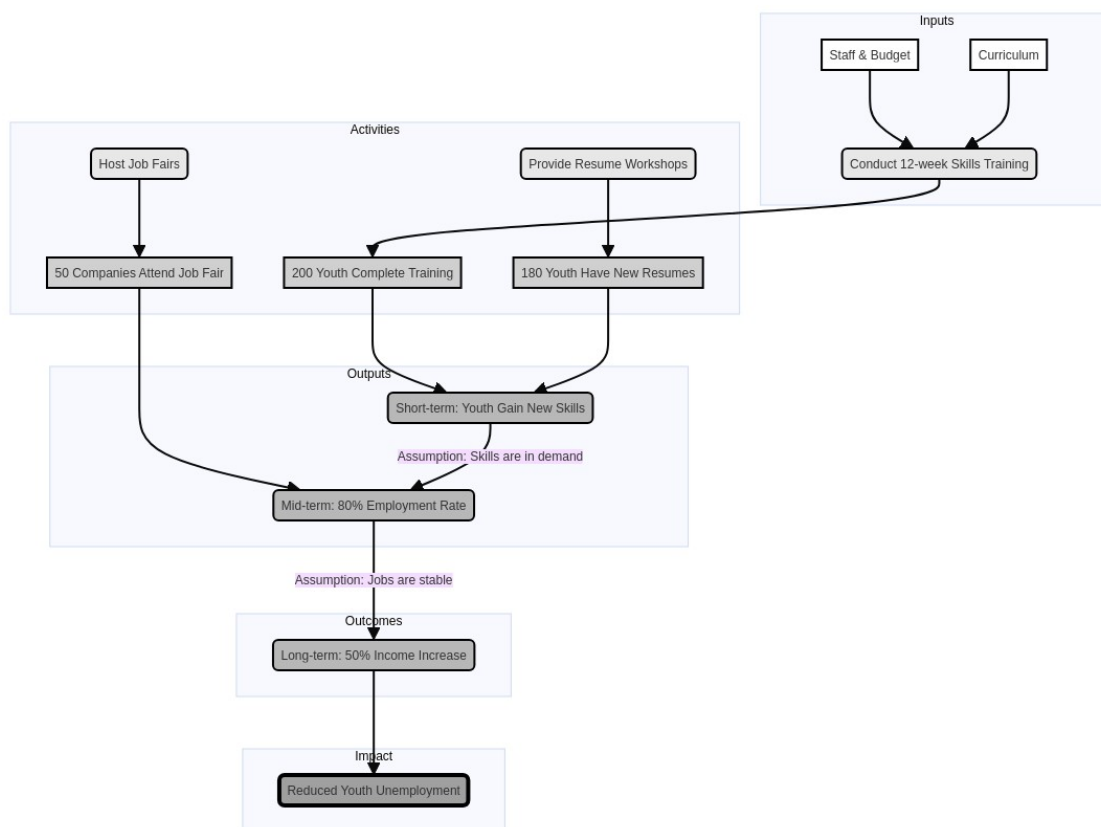 Inputs
Staff & Budget
Curriculum
Activities
Host Job Fairs
Provide Resume Workshops
Conduct 12-week Skills Training
50 Companies Attend Job Fair
200 Youth Complete Training
180 Youth Have New Resumes
Outputs
Short-term: Youth Gain New Skills
Assumption: Skills are in demand
Mid-term: 80% Employment Rate
Assumption: Jobs are stable
Outcomes
Long-term: 50% Income Increase
Impact
Reduced Youth Unemployment